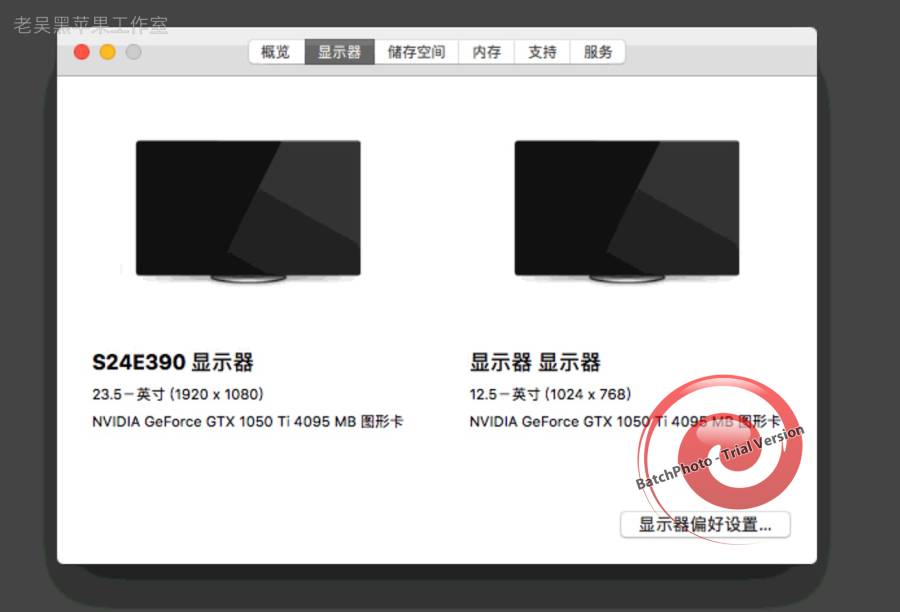 老吴黑苹果工作室
概览 显示器 储存空间 内存 支持 服务
S24E390 显示器
23.5－英寸 (1920 x 1080)
NVIDIA GeForce GTX 1050 Ti 4095 MB 图形卡
显示器 显示器
12.5－英寸 (1024 x 768)
NVIDIA GeForce GTX 1050 Ti 4095 MB 图形卡
BatchPhoto - Trial Version
显示器偏好设置...